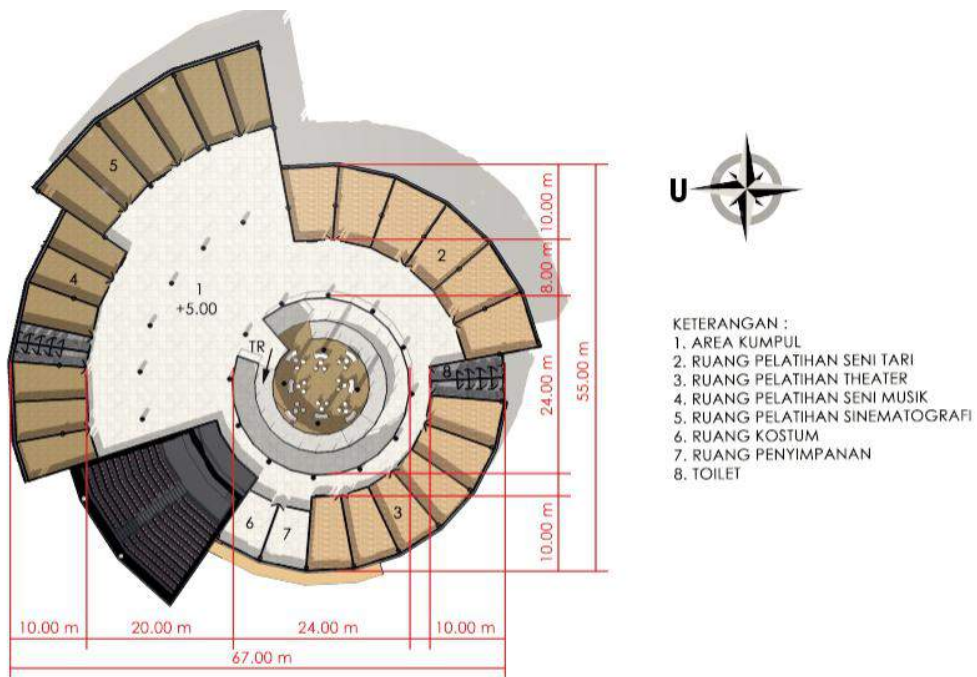 5
4
1
+5.00
2
TR
8
3
6
7
10.00 m
8.00 m
24.00 m
10.00 m
55.00 m
10.00 m
20.00 m
24.00 m
10.00 m
67.00 m
U
KETERANGAN :
1. AREA KUMPUL
2. RUANG PELATIHAN SENI TARI
3. RUANG PELATIHAN THEATER
4. RUANG PELATIHAN SENI MUSIK
5. RUANG PELATIHAN SINEMATOGRAFI
6. RUANG KOSTUM
7. RUANG PENYIMPANAN
8. TOILET